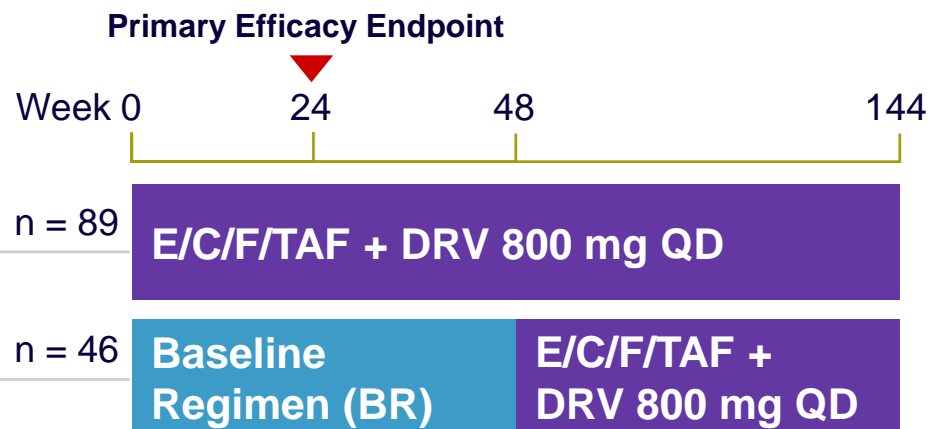 Primary Efficacy Endpoint
Week 0 24 48 144
n = 89
E/C/F/TAF + DRV 800 mg QD
n = 46
Baseline
Regimen (BR)
E/C/F/TAF +
DRV 800 mg QD